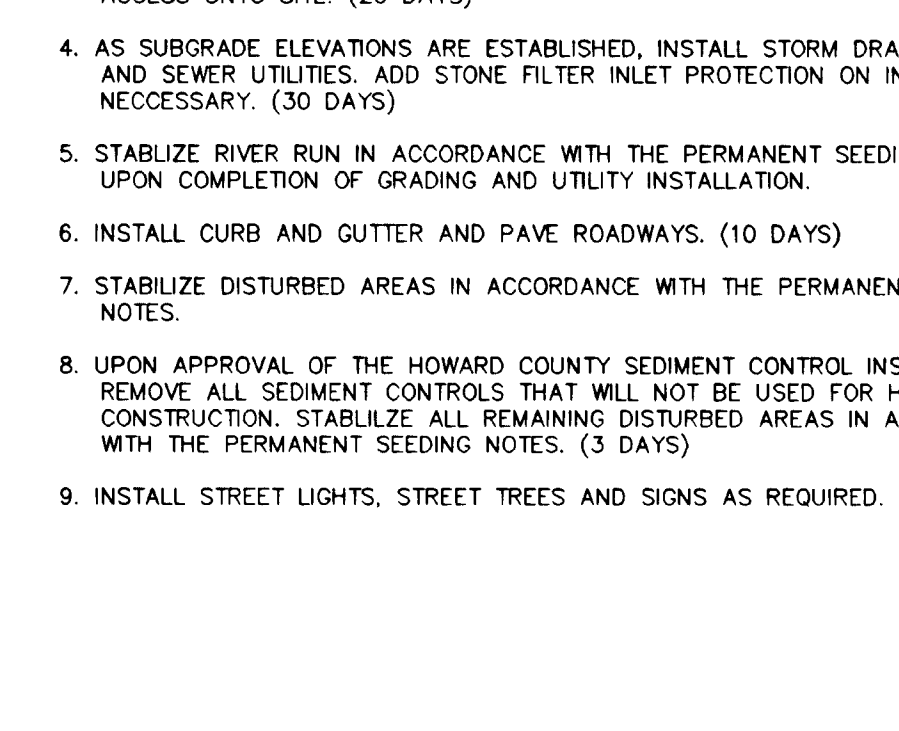 ACCESS ONTO SITE. (20 DAYS)
4. AS SUBGRADE ELEVATIONS ARE ESTABLISHED, INSTALL STORM DRA
AND SEWER UTILITIES. ADD STONE FILTER INLET PROTECTION ON IN
NECCESSARY. (30 DAYS)
5. STABLIZE RIVER RUN IN ACCORDANCE WITH THE PERMANENT SEEDI
UPON COMPLETION OF GRADING AND UTILITY INSTALLATION.
6. INSTALL CURB AND GUTTER AND PAVE ROADWAYS. (10 DAYS)
7. STABILIZE DISTURBED AREAS IN ACCORDANCE WITH THE PERMANEN
NOTES.
8. UPON APPROVAL OF THE HOWARD COUNTY SEDIMENT CONTROL INS
REMOVE ALL SEDIMENT CONTROLS THAT WILL NOT BE USED FOR H
CONSTRUCTION. STABLILZE ALL REMAINING DISTURBED AREAS IN A
WITH THE PERMANENT SEEDING NOTES. (3 DAYS)
9. INSTALL STREET LIGHTS, STREET TREES AND SIGNS AS REQUIRED.